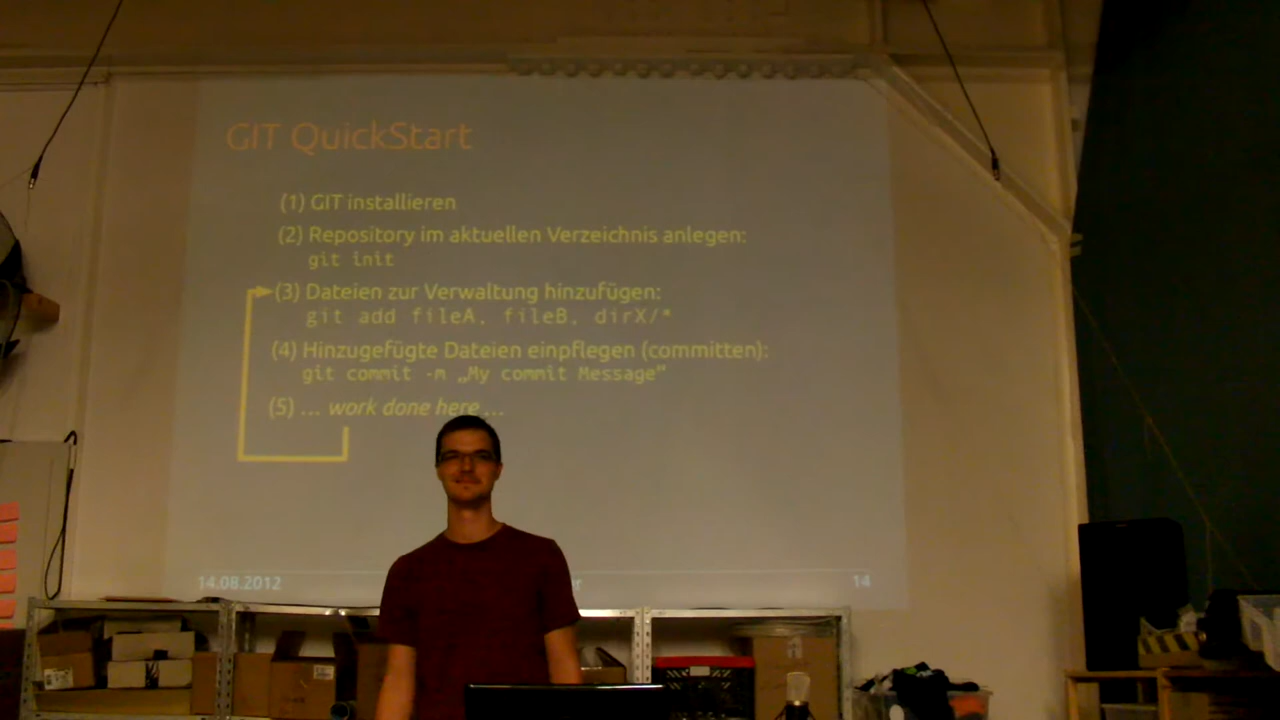 GIT QuickStart
(1) GIT installieren
(2) Repository im aktuellen Verzeichnis anlegen:
git init
(3) Dateien zur Verwaltung hinzufügen:
git add fileA, fileB, dirX/*
(4) Hinzugefügte Dateien einpflegen (committen):
git commit -m „My commit Message“
(5) ... work done here ...
14.08.2012
14